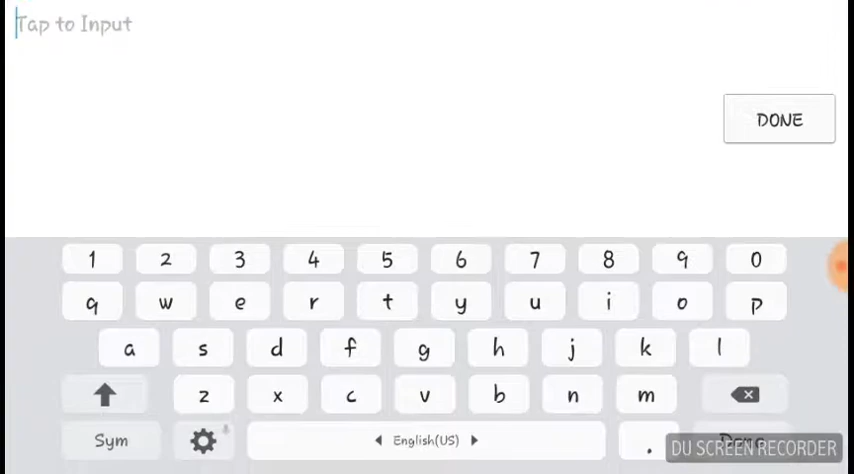 Tap to Input
DONE
1 2 3 4 5 6 7 8 9 0
q w e r t y u i o p
a s d f g h j k l
z x c v b n m
Sym English(US) . Done
DU SCREEN RECORDER